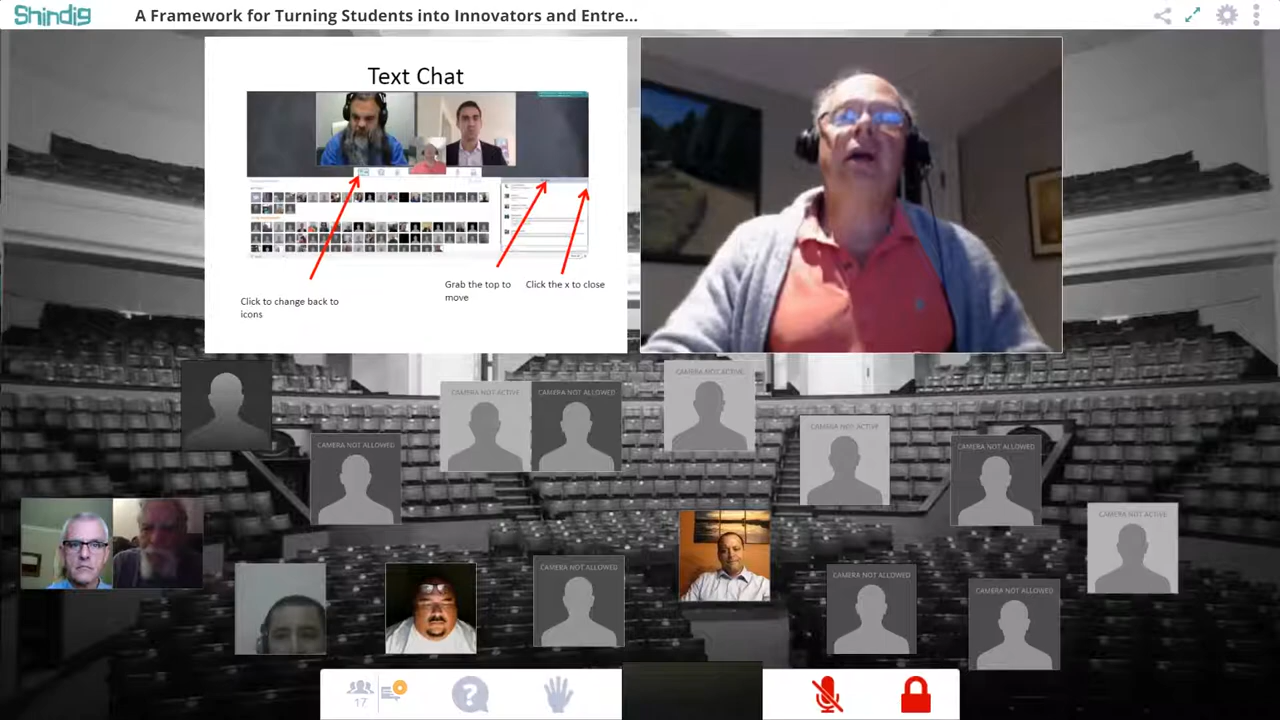 Shindig
A Framework for Turning Students into Innovators and Entre...
Text Chat
Click to change back to
icons
Grab the top to
move
Click the x to close
CAMERA NOT ACTIVE
CAMERA NOT ALLOWED
CAMERA NOT ACTIVE
CAMERA NOT ALLOWED
CAMERA NOT ACTIVE
CAMERA NOT ALLOWED
CAMERA NOT ACTIVE
CAMERA NOT ALLOWED
CAMERA NOT ALLOWED
CAMERA NOT ALLOWED
17